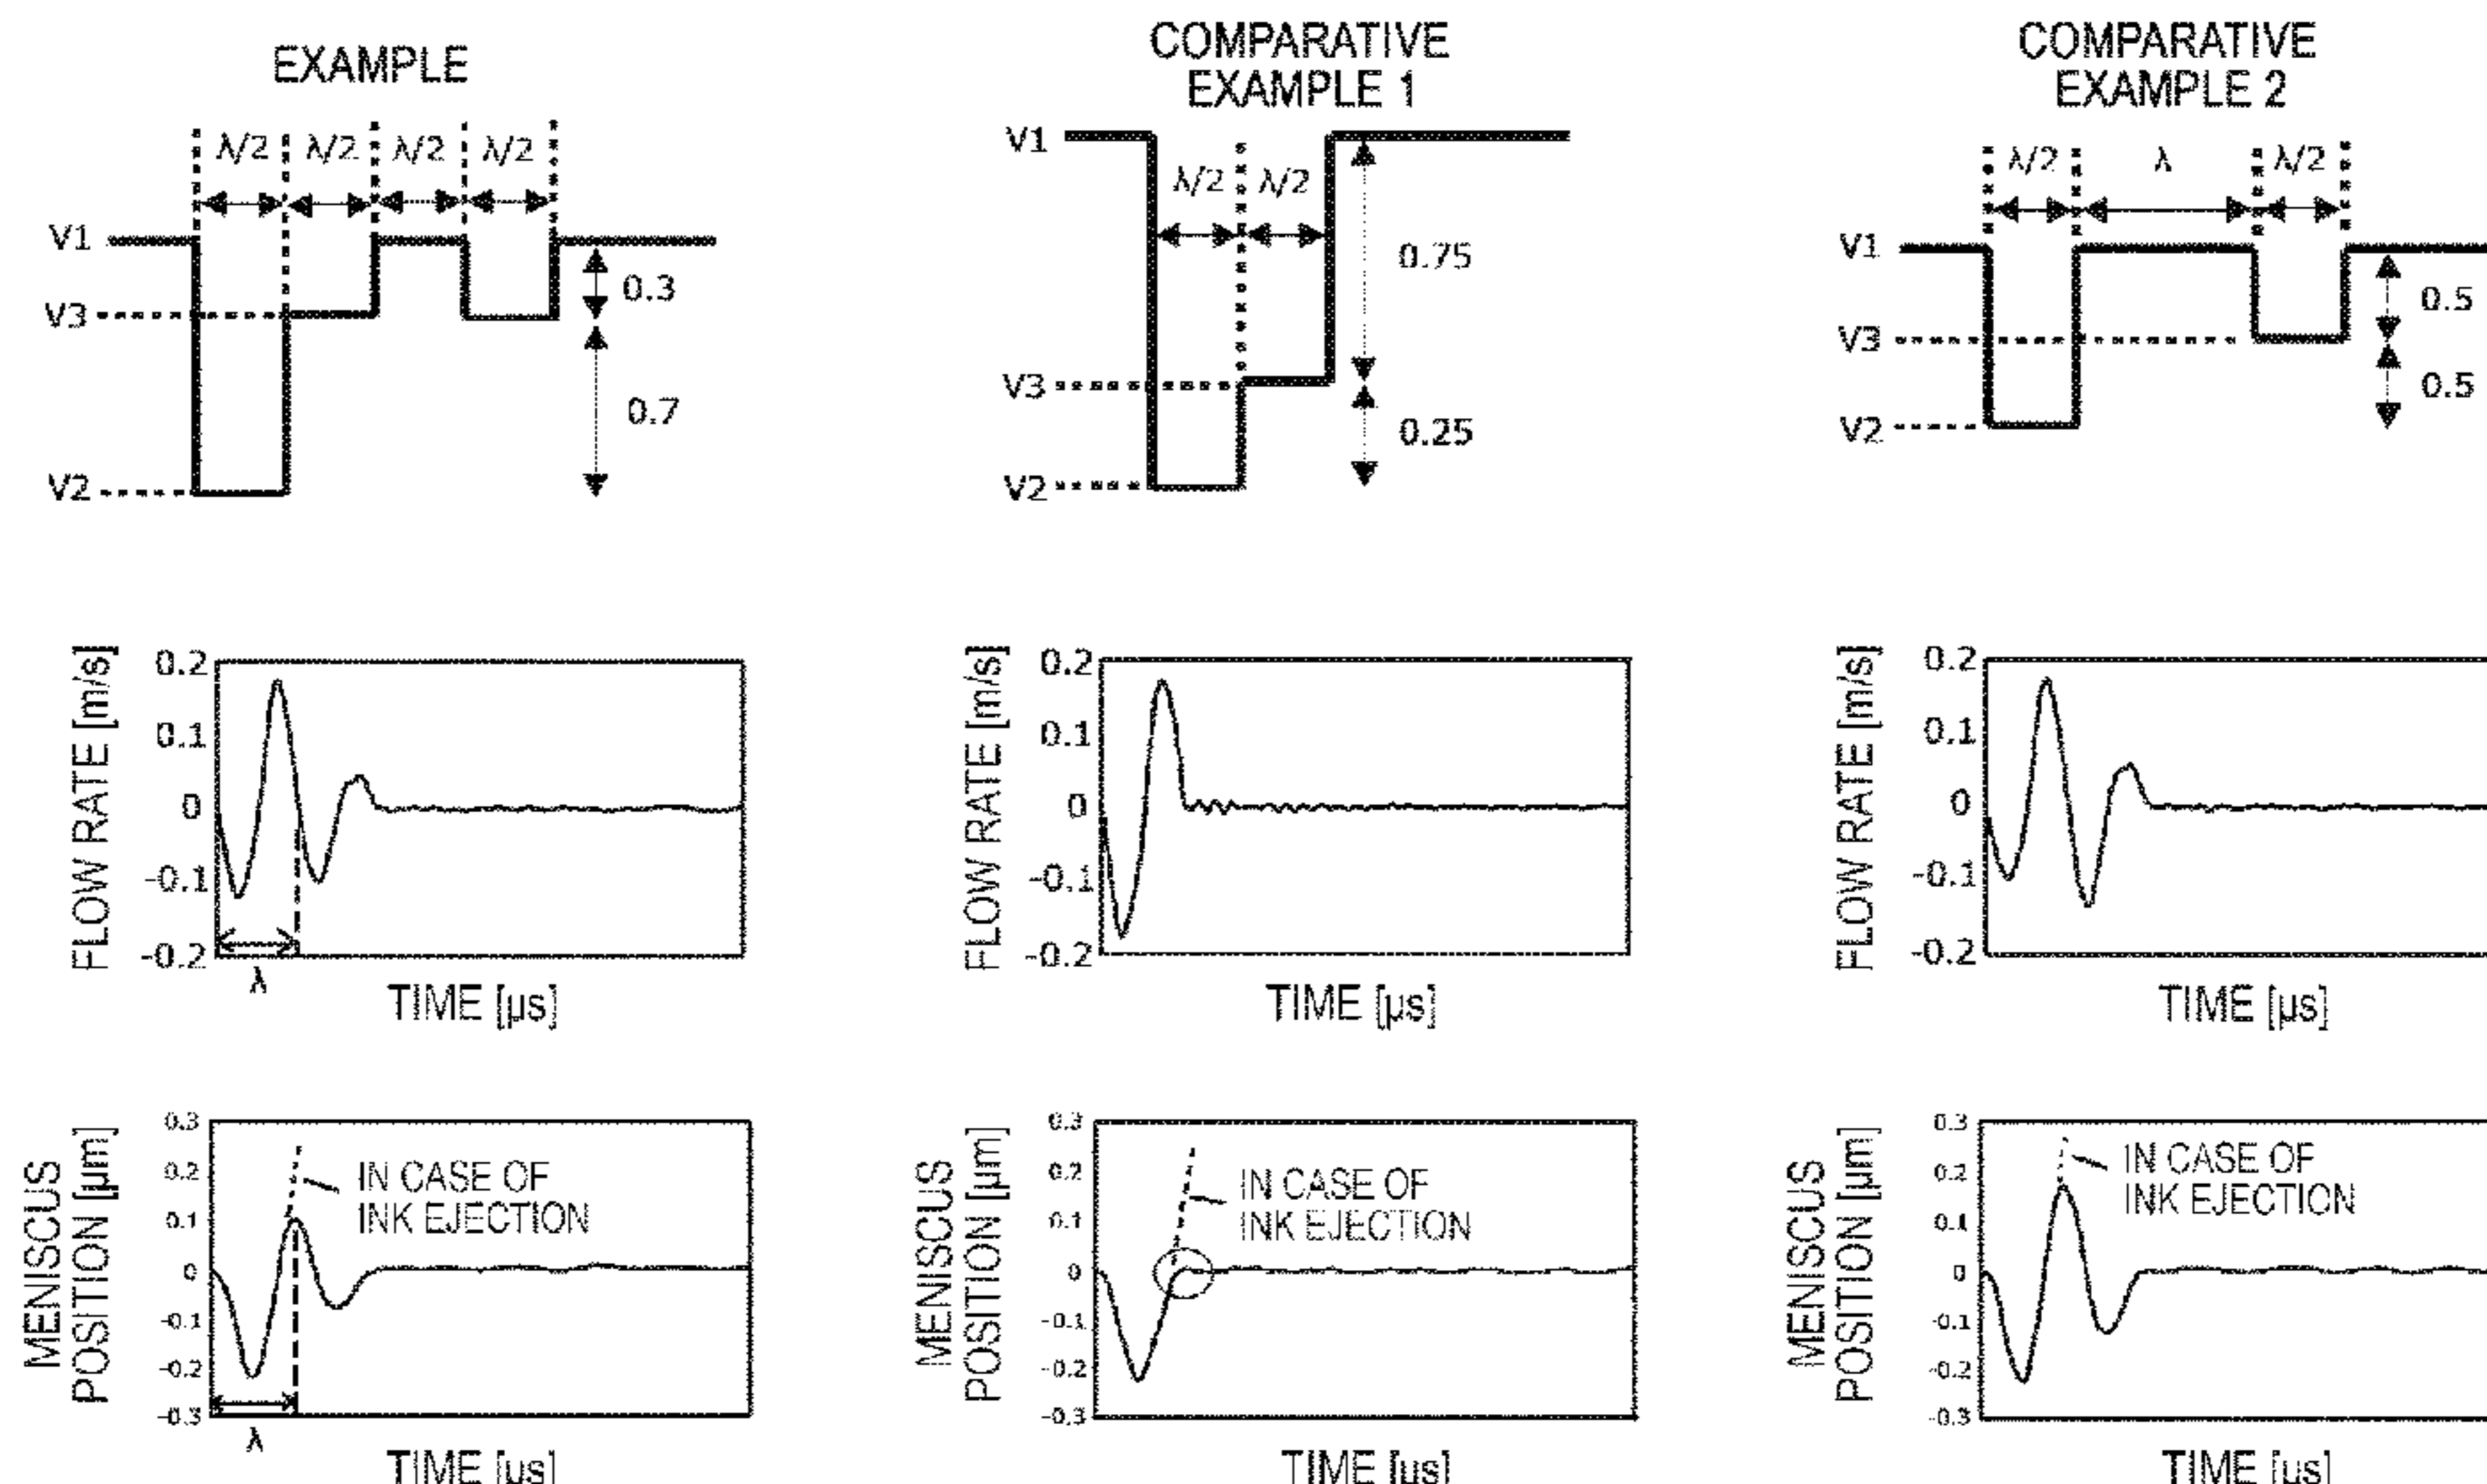 EXAMPLE
λ/2 λ/2 λ/2 λ/2
V1
0.3
V3
0.7
V2
COMPARATIVE
EXAMPLE 1
V1
λ/2 λ/2
0.75
V3
0.25
V2
COMPARATIVE
EXAMPLE 2
λ/2 λ λ/2
V1
0.5
V3
0.5
V2
FLOW RATE [m/s]
0.2
0.1
0
-0.1
-0.2
λ
TIME [μs]
FLOW RATE [m/s]
0.2
0.1
0
-0.1
-0.2
TIME [μs]
FLOW RATE [m/s]
0.2
0.1
0
-0.1
-0.2
TIME [μs]
MENISCUS
POSITION [μm]
0.3
0.2
0.1
0
-0.1
-0.2
-0.3
IN CASE OF
INK EJECTION
λ
TIME [μs]
MENISCUS
POSITION [μm]
0.3
0.2
0.1
0
-0.1
-0.2
-0.3
IN CASE OF
INK EJECTION
TIME [μs]
MENISCUS
POSITION [μm]
0.3
0.2
0.1
0
-0.1
-0.2
-0.3
IN CASE OF
INK EJECTION
TIME [μs]